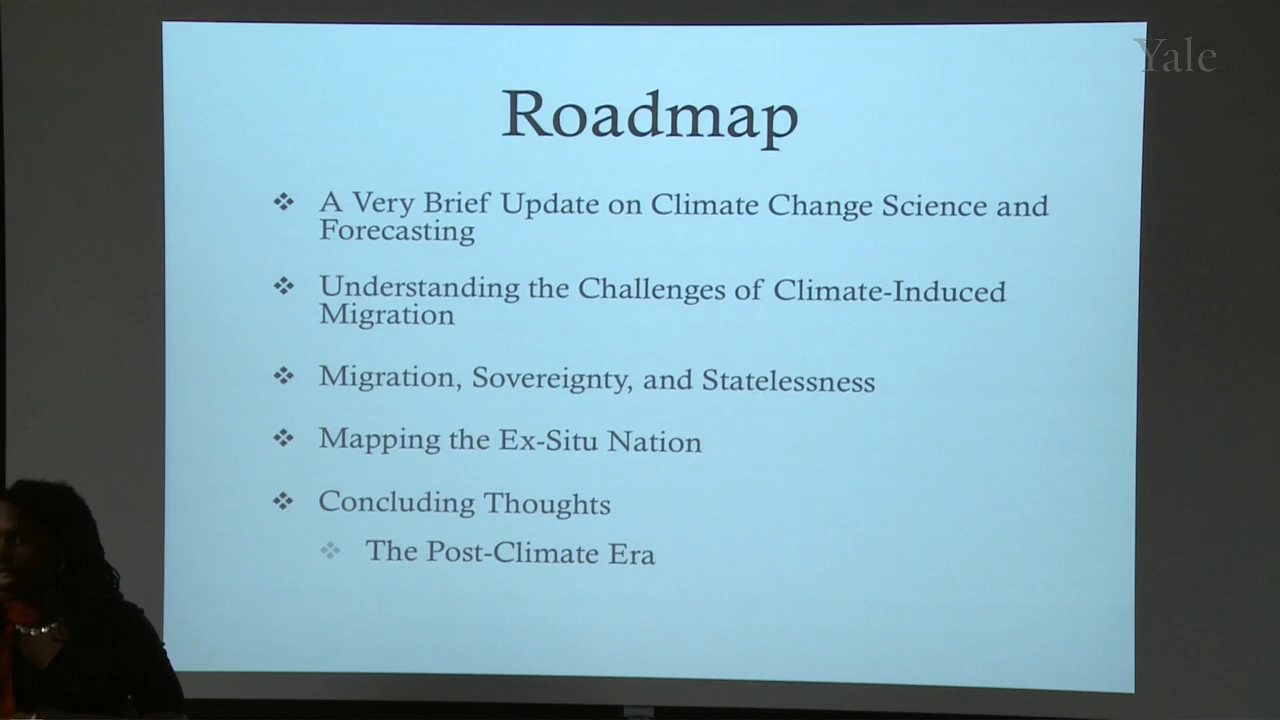 Yale
Roadmap
A Very Brief Update on Climate Change Science and
Forecasting
Understanding the Challenges of Climate-Induced
Migration
Migration, Sovereignty, and Statelessness
Mapping the Ex-Situ Nation
Concluding Thoughts
The Post-Climate Era